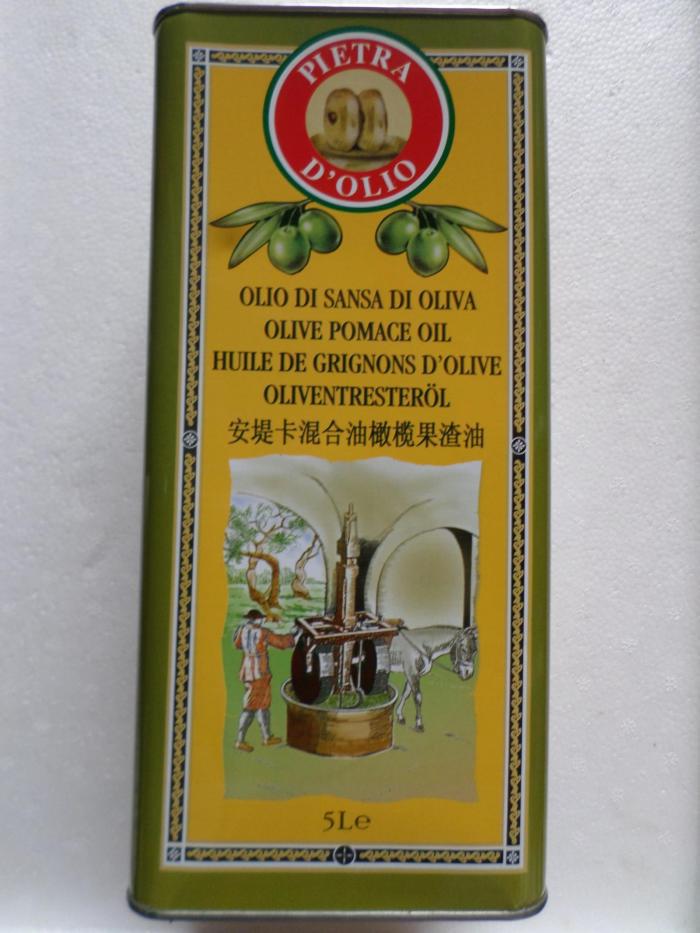 PIETRA
D'OLIO
OLIO DI SANSA DI OLIVA
OLIVE POMACE OIL
HUILE DE GRIGNONS D'OLIVE
OLIVENTRESTERÖL
安堤卡混合油橄榄果渣油
5Le